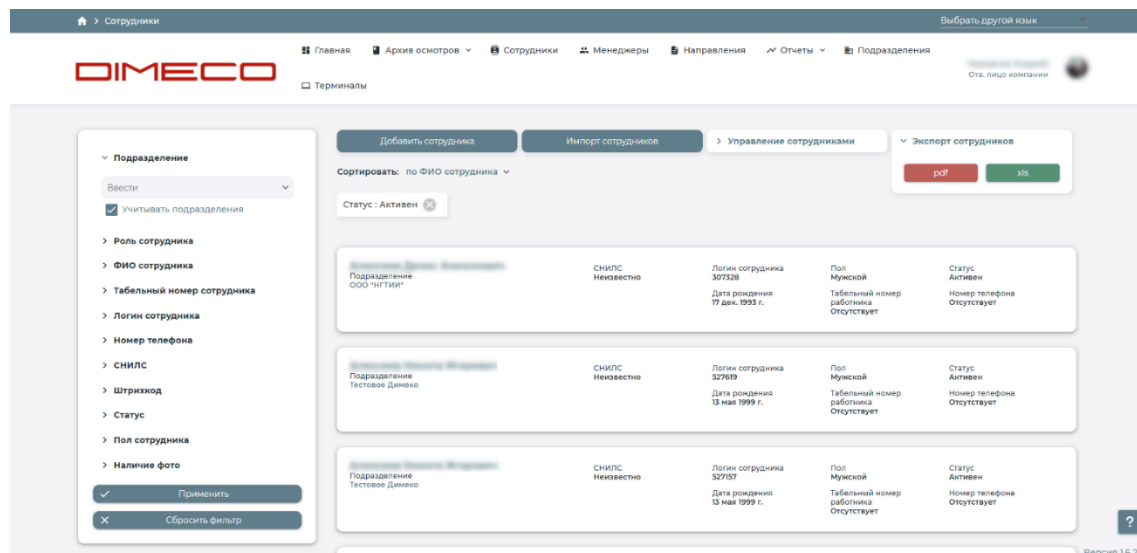 > Сотрудники
Выбрать другой язык
DIMECO
Главная
Архив осмотров
Сотрудники
Менеджеры
Направления
Отчеты
Подразделения
Терминалы
Отв. лицо компании
Подразделение
Ввести
Учитывать подразделения
> Роль сотрудника
> ФИО сотрудника
> Табельный номер сотрудника
> Логин сотрудника
> Номер телефона
> СНИЛС
> Штрихкод
> Статус
> Пол сотрудника
> Наличие фото
Применить
Сбросить фильтр
Добавить сотрудника
Импорт сотрудников
> Управление сотрудниками
Экспорт сотрудников
pdf
xls
Сортировать: по ФИО сотрудника
Статус : Активен
Подразделение
ООО "НГТИИ"
СНИЛС
Неизвестно
Логин сотрудника
307328
Дата рождения
17 дек. 1993 г.
Пол
Мужской
Табельный номер
работника
Отсутствует
Статус
Активен
Номер телефона
Отсутствует
Подразделение
Тестовое Димеко
СНИЛС
Неизвестно
Логин сотрудника
527619
Дата рождения
13 мая 1999 г.
Пол
Мужской
Табельный номер
работника
Отсутствует
Статус
Активен
Номер телефона
Отсутствует
Подразделение
Тестовое Димеко
СНИЛС
Неизвестно
Логин сотрудника
527157
Дата рождения
13 мая 1999 г.
Пол
Мужской
Табельный номер
работника
Отсутствует
Статус
Активен
Номер телефона
Отсутствует
?